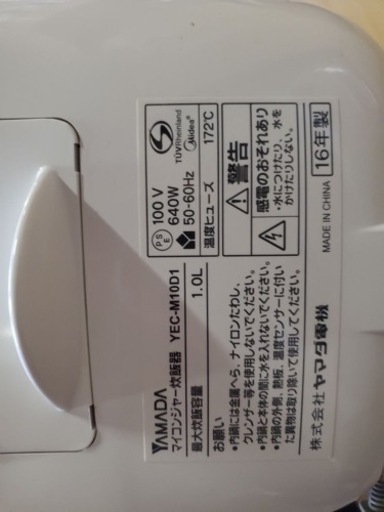 YAMADA
マイコンジャー炊飯器 YEC-M10D1
最大炊飯容量 1.0L
お願い
・内鍋には金属へら、ナイロンたわし、
クレンザー等を使用しないでください。
・内鍋と本体の間に水を入れないでください。
・内鍋の外側、熱板、温度センサーに付い
た異物は取り除いて使用してください。
株式会社 ヤマダ電機
PS
E
100 V
640W
50-60Hz
TÜVRheinland
Midea
温度ヒューズ 172℃
警告
感電のおそれあり
・水につけたり、水を
かけたりしない。
16年製
MADE IN CHINA